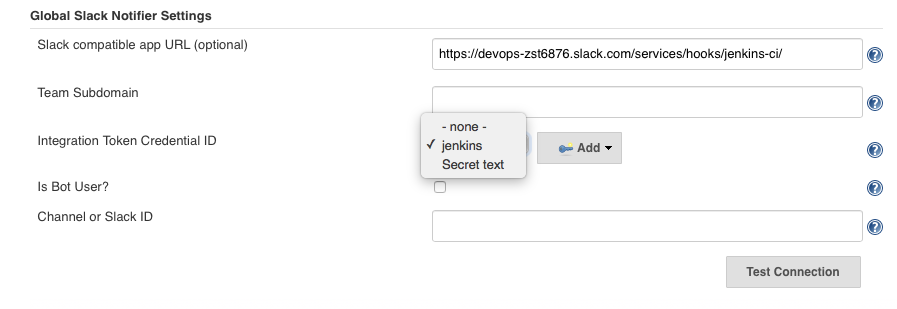 Global Slack Notifier Settings
Slack compatible app URL (optional)
https://devops-zst6876.slack.com/services/hooks/jenkins-ci/
Team Subdomain
- none -
Integration Token Credential ID
✓ jenkins
Add
Secret text
Is Bot User?
Channel or Slack ID
Test Connection